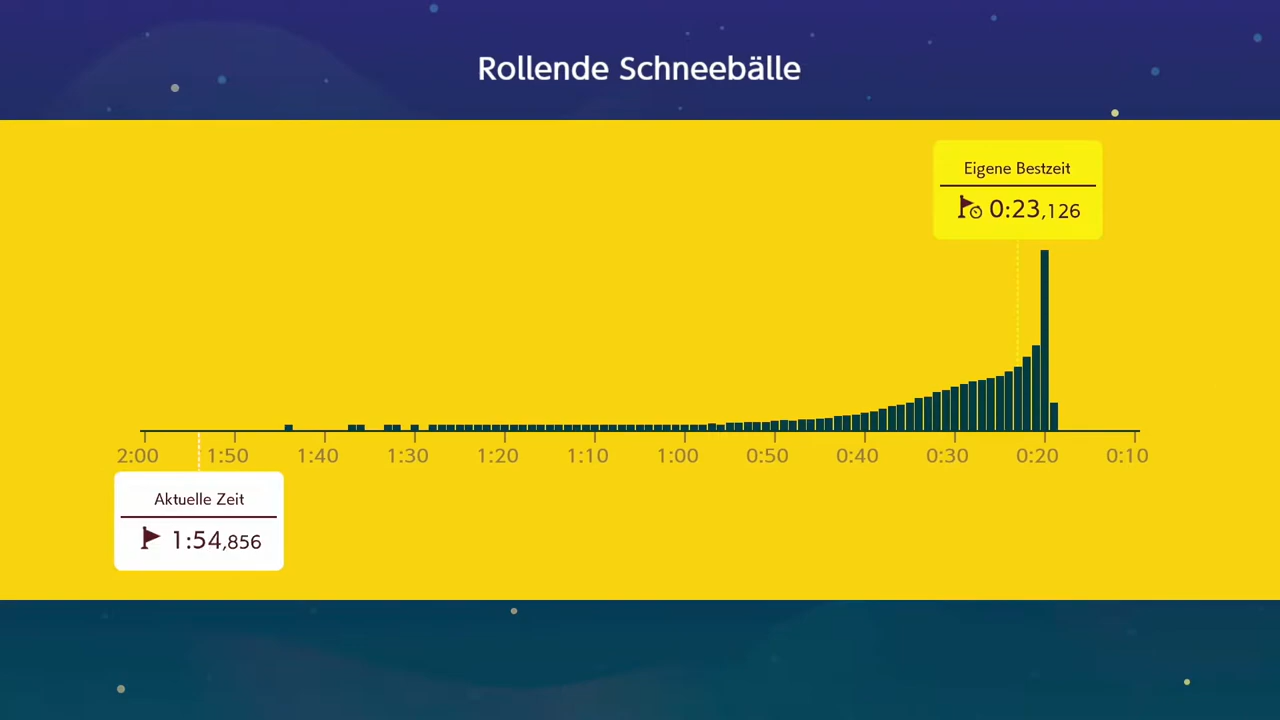 Rollende Schneebälle
Eigene Bestzeit
0:23,126
2:00 1:50 1:40 1:30 1:20 1:10 1:00 0:50 0:40 0:30 0:20 0:10
Aktuelle Zeit
1:54,856